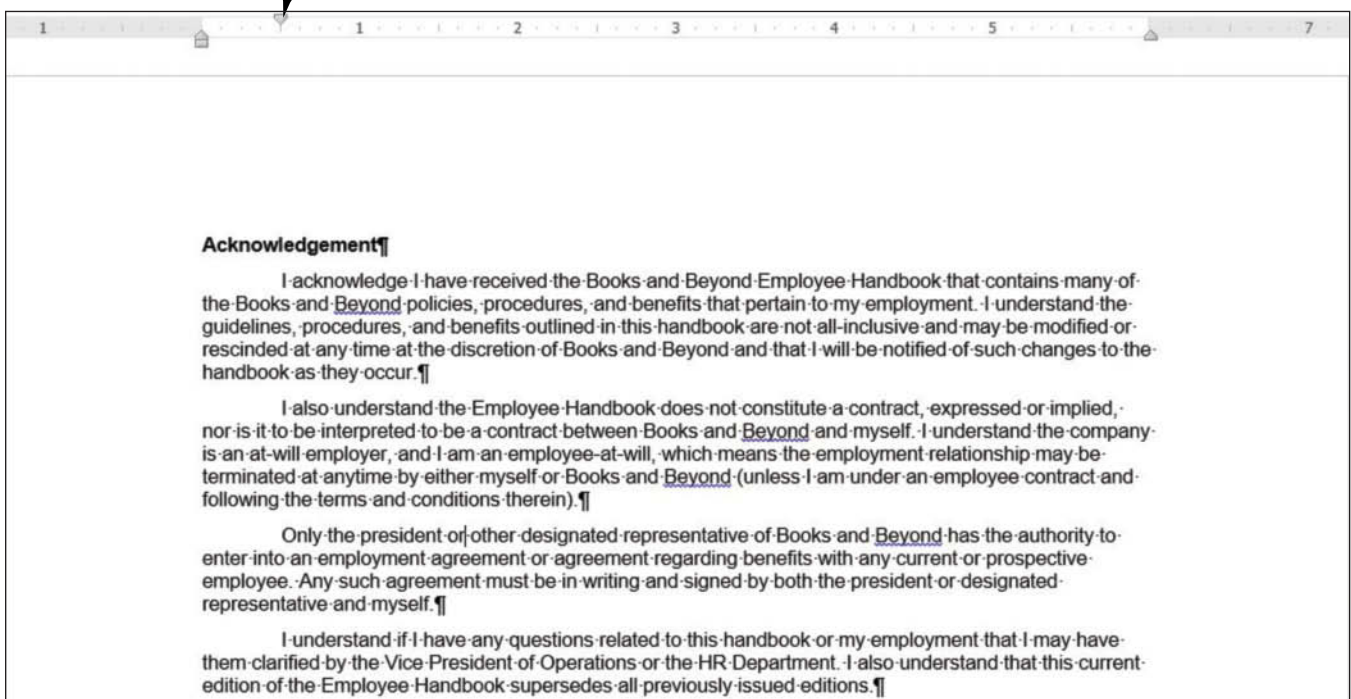 1 1 2 3 4 5 7
Acknowledgement¶
I·acknowledge·I·have·received·the·Books·and·Beyond·Employee·Handbook·that·contains·many·of·
the·Books·and·Beyond·policies,·procedures,·and·benefits·that·pertain·to·my·employment.·I·understand·the·
guidelines,·procedures,·and·benefits·outlined·in·this·handbook·are·not·all-inclusive·and·may·be·modified·or·
rescinded·at·any·time·at·the·discretion·of·Books·and·Beyond·and·that·I·will·be·notified·of·such·changes·to·the·
handbook·as·they·occur.¶
I·also·understand·the·Employee·Handbook·does·not·constitute·a·contract,·expressed·or·implied,·
nor·is·it·to·be·interpreted·to·be·a·contract·between·Books·and·Beyond·and·myself.·I·understand·the·company·
is·an·at-will·employer,·and·I·am·an·employee-at-will,·which·means·the·employment·relationship·may·be·
terminated·at·anytime·by·either·myself·or·Books·and·Beyond·(unless·I·am·under·an·employee·contract·and·
following·the·terms·and·conditions·therein).¶
Only·the·president·or·other·designated·representative·of·Books·and·Beyond·has·the·authority·to·
enter·into·an·employment·agreement·or·agreement·regarding·benefits·with·any·current·or·prospective·
employee.·Any·such·agreement·must·be·in·writing·and·signed·by·both·the·president·or·designated·
representative·and·myself.¶
I·understand·if·I·have·any·questions·related·to·this·handbook·or·my·employment·that·I·may·have·
them·clarified·by·the·Vice·President·of·Operations·or·the·HR·Department.·I·also·understand·that·this·current·
edition·of·the·Employee·Handbook·supersedes·all·previously·issued·editions.¶